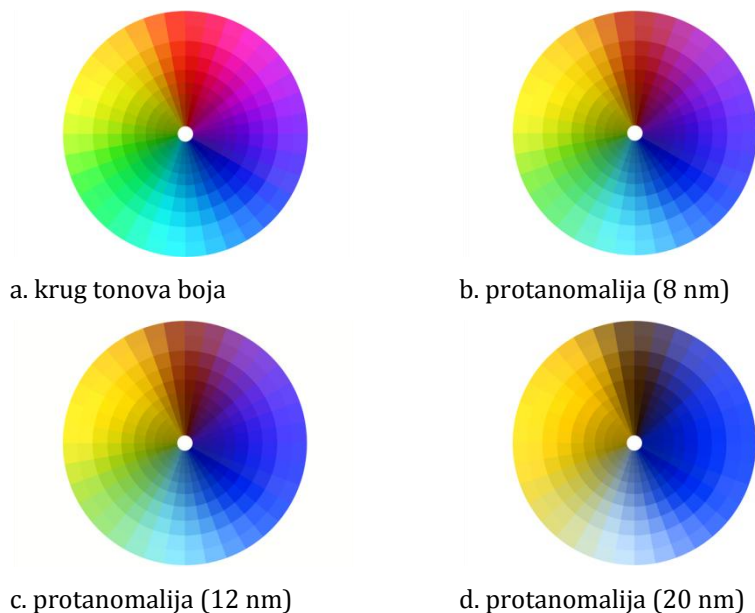 a. krug tonova boja
b. protanomalija (8 nm)
c. protanomalija (12 nm)
d. protanomalija (20 nm)